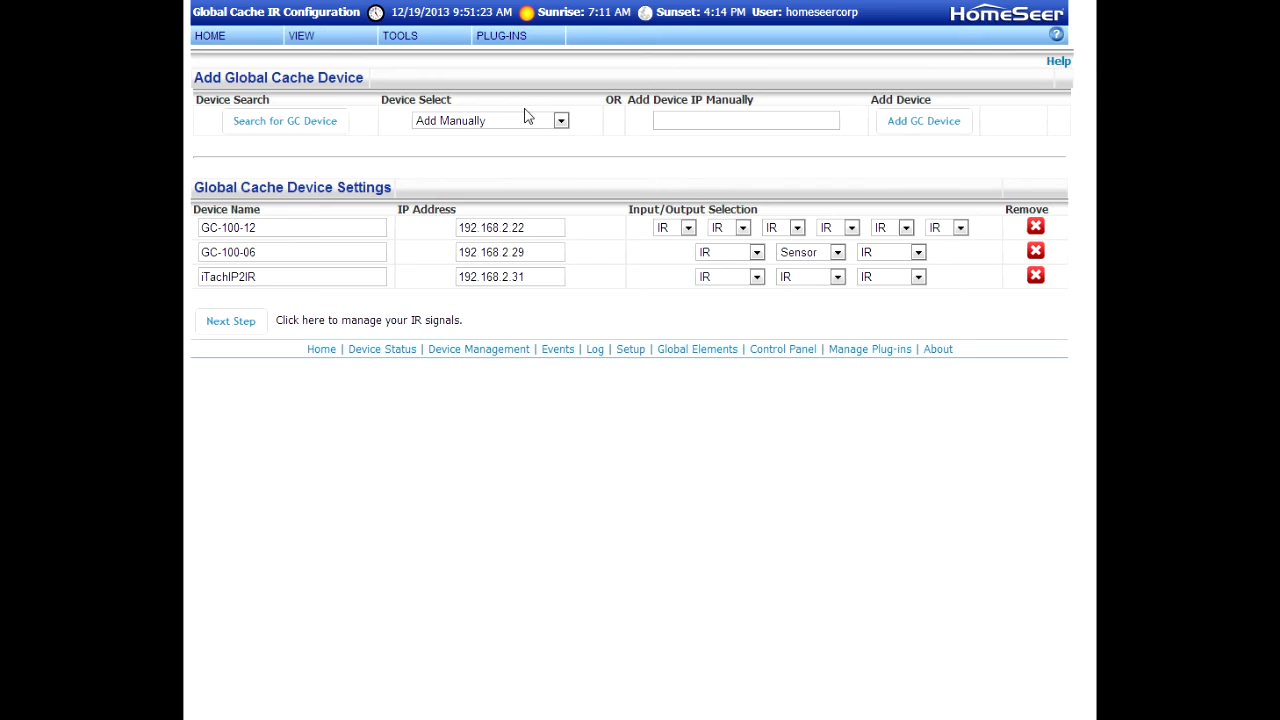 Global Cache IR Configuration 12/19/2013 9:51:23 AM Sunrise: 7:11 AM Sunset: 4:14 PM User: homeseercorp HomeSeer
HOME VIEW TOOLS PLUG-INS ?
Help
Add Global Cache Device
Device Search Device Select OR Add Device IP Manually Add Device
Search for GC Device Add Manually Add GC Device
Global Cache Device Settings
Device Name IP Address Input/Output Selection Remove
GC-100-12 192.168.2.22 IR IR IR IR IR IR
GC-100-06 192.168.2.29 IR Sensor IR
iTachIP2IR 192.168.2.31 IR IR IR
Next Step Click here to manage your IR signals.
Home | Device Status | Device Management | Events | Log | Setup | Global Elements | Control Panel | Manage Plug-ins | About